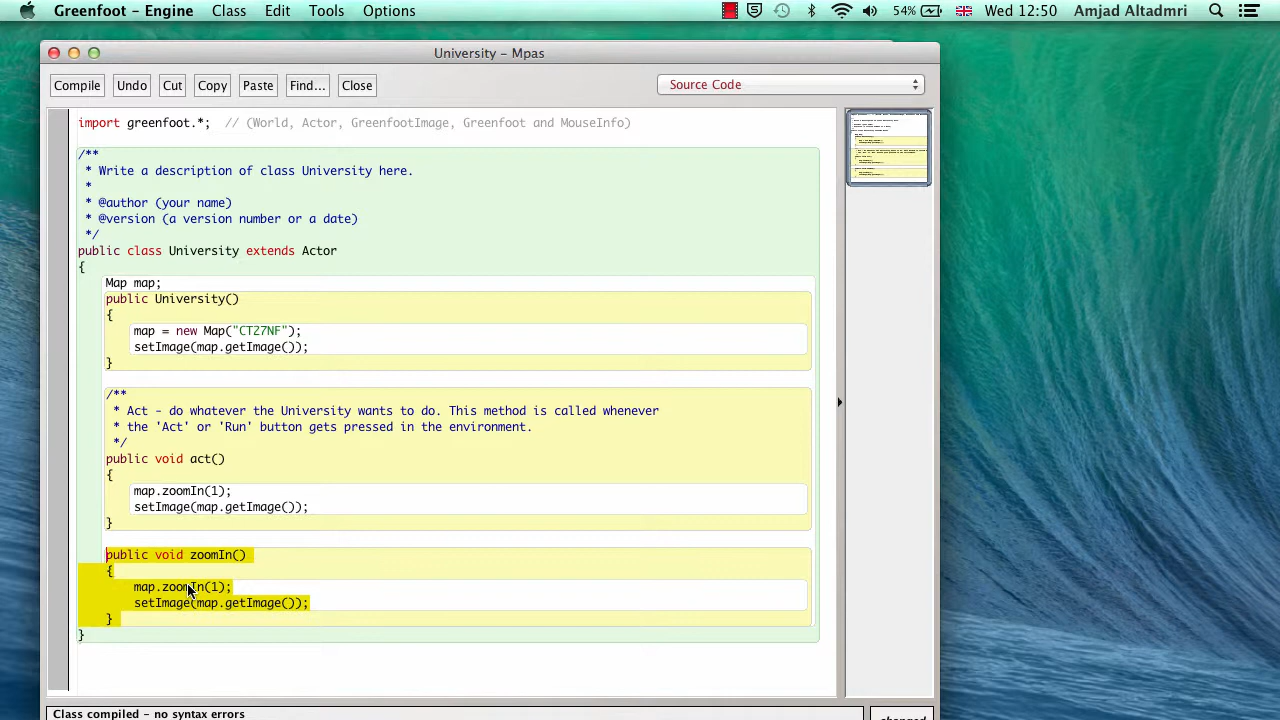 Greenfoot - Engine Class Edit Tools Options 54% Wed 12:50 Amjad Altadmri
University - Mpas
Compile Undo Cut Copy Paste Find... Close Source Code
import greenfoot.*;  // (World, Actor, GreenfootImage, Greenfoot and MouseInfo)
/**
* Write a description of class University here.
*
* @author (your name)
* @version (a version number or a date)
*/
public class University extends Actor
{
Map map;
public University()
{
map = new Map("CT27NF");
setImage(map.getImage());
}
/**
* Act - do whatever the University wants to do. This method is called whenever
* the 'Act' or 'Run' button gets pressed in the environment.
*/
public void act()
{
map.zoomIn(1);
setImage(map.getImage());
}
public void zoomIn()
{
map.zoomIn(1);
setImage(map.getImage());
}
}
Class compiled - no syntax errors
changed